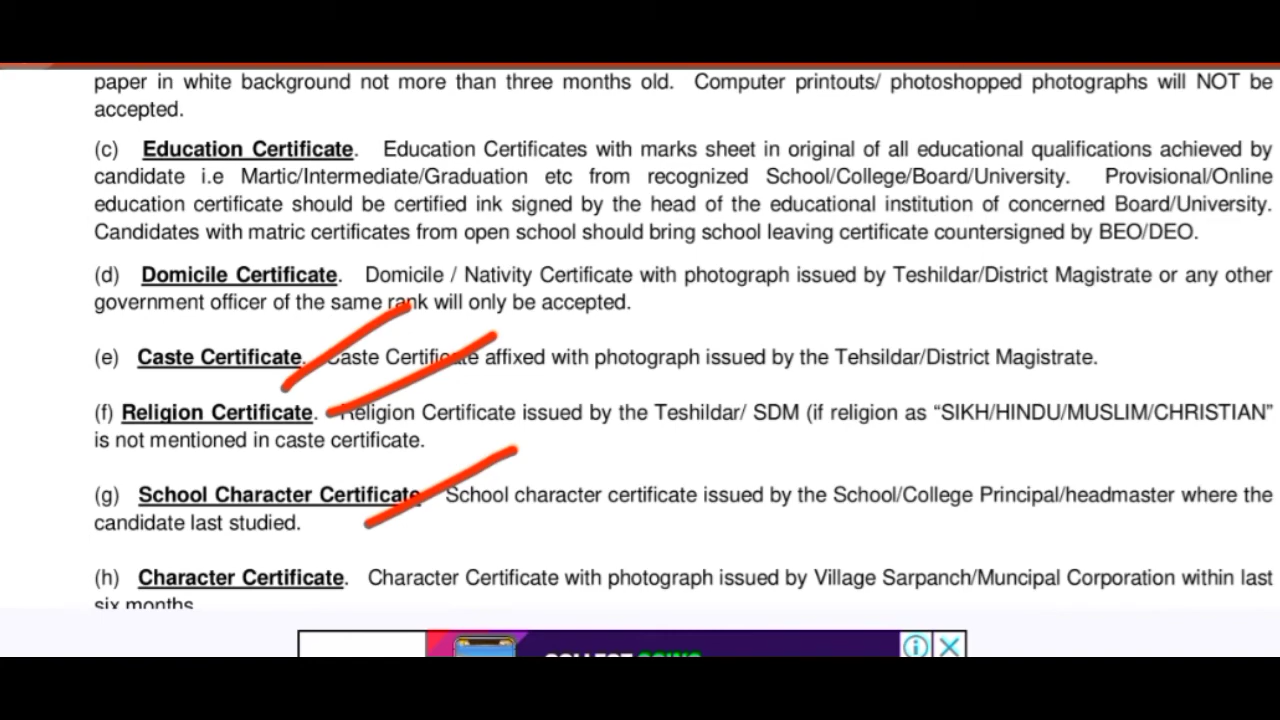 paper in white background not more than three months old. Computer printouts/ photoshopped photographs will NOT be
accepted.
(c) Education Certificate. Education Certificates with marks sheet in original of all educational qualifications achieved by
candidate i.e Martic/Intermediate/Graduation etc from recognized School/College/Board/University. Provisional/Online
education certificate should be certified ink signed by the head of the educational institution of concerned Board/University.
Candidates with matric certificates from open school should bring school leaving certificate countersigned by BEO/DEO.
(d) Domicile Certificate. Domicile / Nativity Certificate with photograph issued by Teshildar/District Magistrate or any other
government officer of the same rank will only be accepted.
(e) Caste Certificate. Caste Certificate affixed with photograph issued by the Tehsildar/District Magistrate.
(f) Religion Certificate. Religion Certificate issued by the Teshildar/ SDM (if religion as “SIKH/HINDU/MUSLIM/CHRISTIAN”
is not mentioned in caste certificate.
(g) School Character Certificate. School character certificate issued by the School/College Principal/headmaster where the
candidate last studied.
(h) Character Certificate. Character Certificate with photograph issued by Village Sarpanch/Muncipal Corporation within last
six months